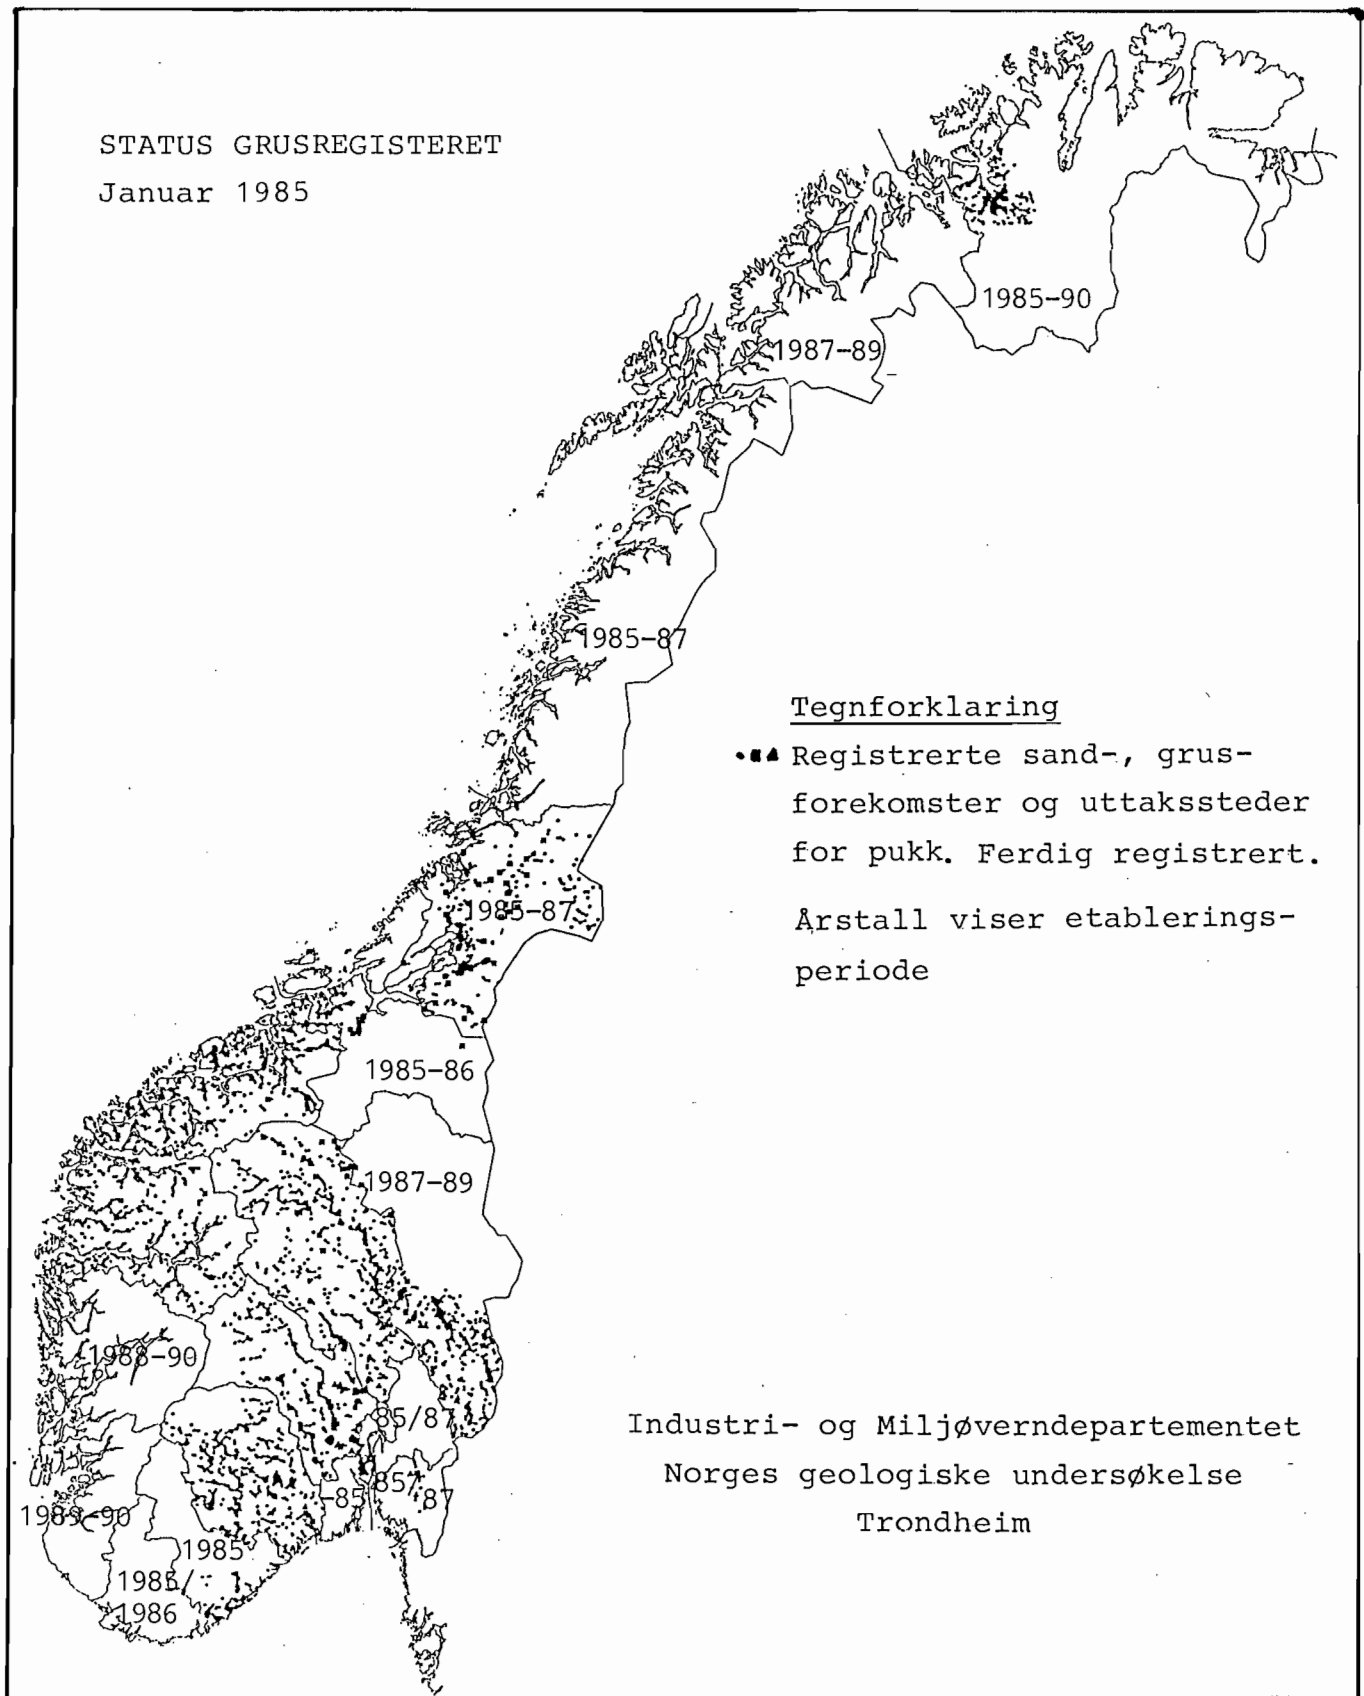 STATUS GRUSREGISTERET
Januar 1985
1985-90
1987-89
1985-87
Tegnforklaring
Registrerte sand-, grus-
forekomster og uttakssteder
for pukk. Ferdig registrert.
Årstall viser etablerings-
periode
1985-87
1985-86
1987-89
1988-90
85/87
85/
87
-85
1989-90
1985
1985/
1986
Industri- og Miljøverndepartementet
Norges geologiske undersøkelse
Trondheim